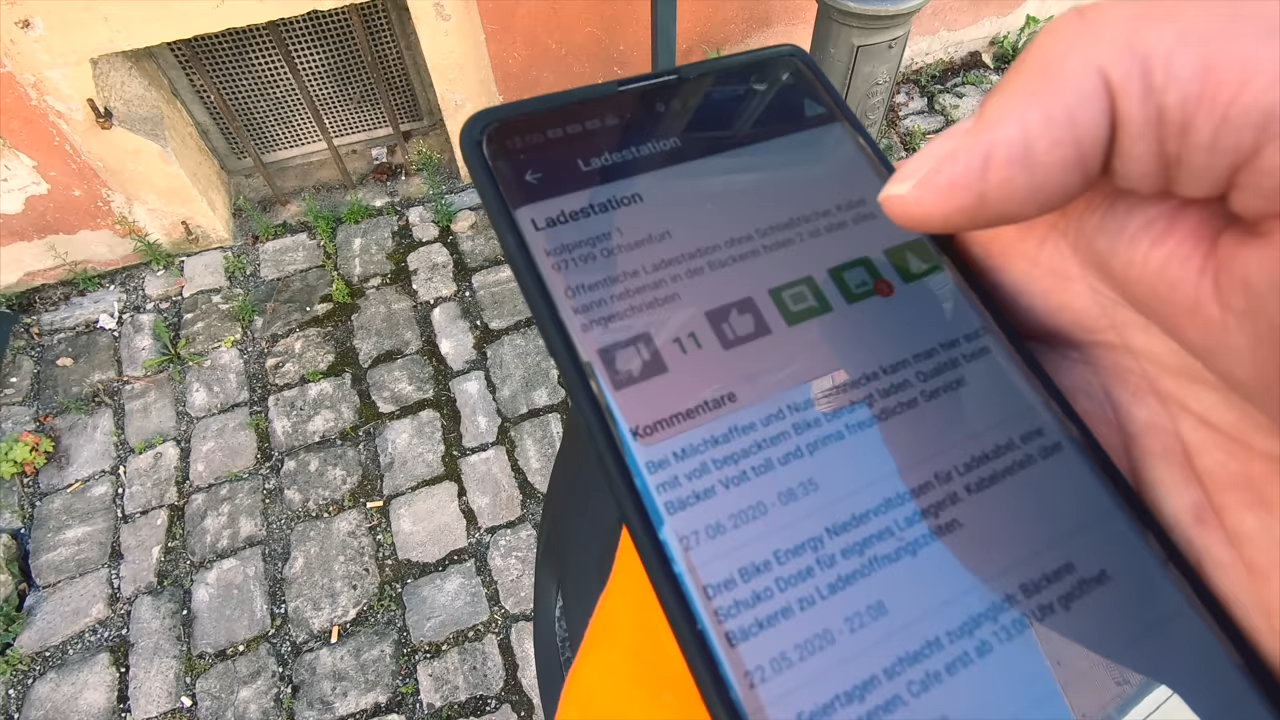 Ladestation
Ladestation
kolpingstr.1
97199 Ochsenfurt
Öffentliche Ladestadion ohne Schließfächer, Kabel
kann nebenan in der Bäckerei holen 2 ist aber alles
angeschrieben
11
Kommentare
Bei Milchkaffee und Nussschnecke kann man hier auch
mit voll bepacktem Bike beruhigt laden. Qualität beim
Bäcker Voit toll und prima freundlicher Service!
27.06.2020 - 08:35
Drei Bike Energy Niedervoltdosen für Ladekabel, eine
Schuko Dose für eigenes Ladegerät. Kabelverleih über
Bäckerei zu Ladenöffnungszeiten.
22.05.2020 - 22:08
Feiertagen schlecht zugänglich. Bäckerei
Cafe erst ab 13:00 Uhr geöffnet